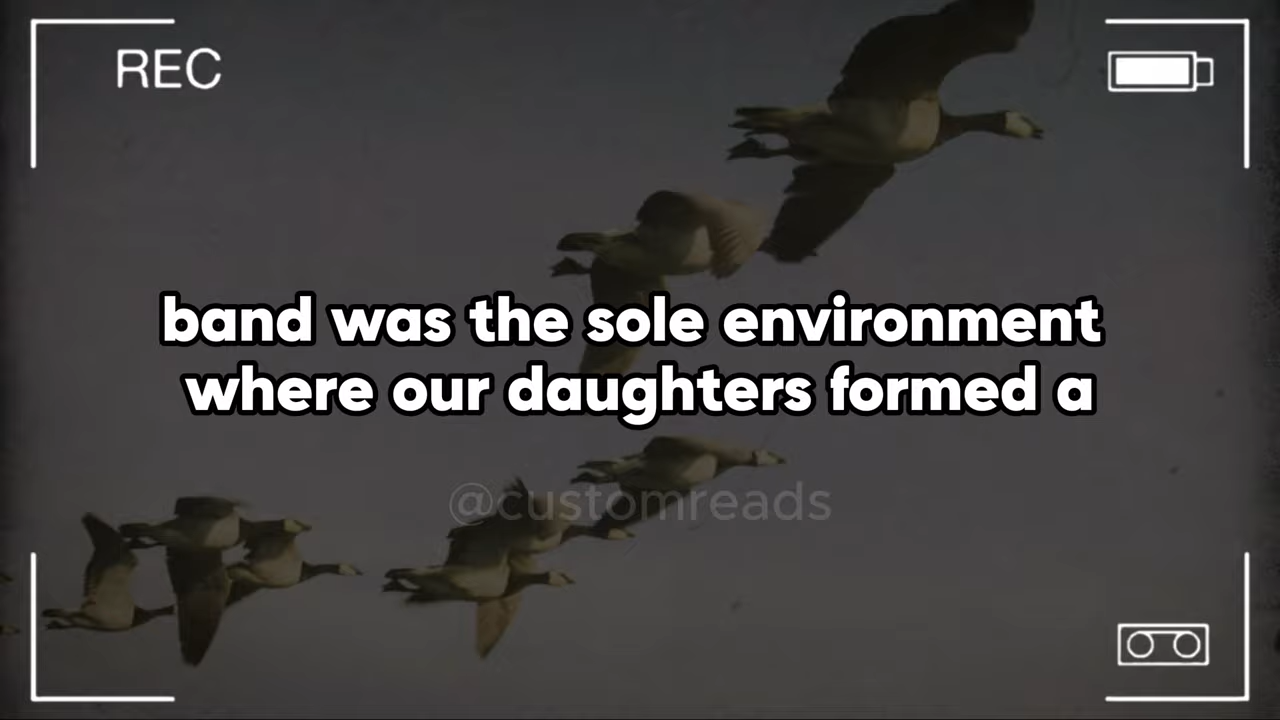 REC
band was the sole environment
where our daughters formed a
@customreads